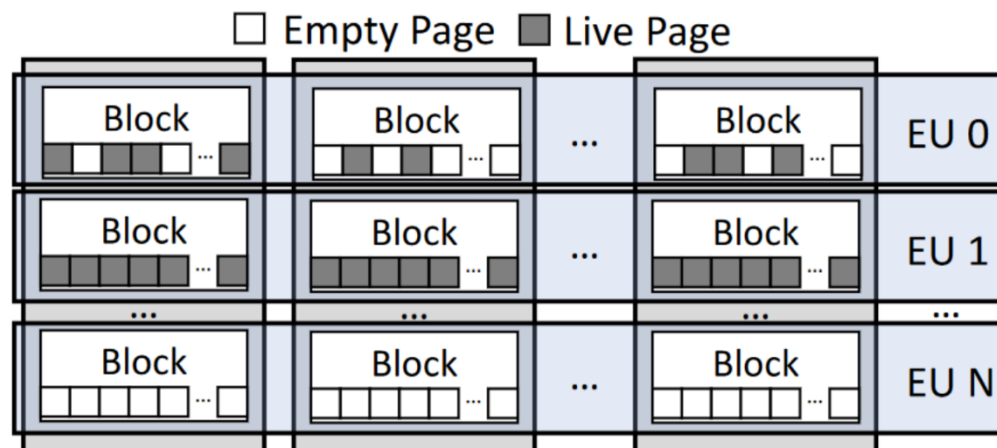 Empty Page Live Page
Block Block ... Block EU 0
... ... ...
Block Block ... Block EU 1
... ... ...
... ... ... ...
Block Block ... Block EU N
... ... ...